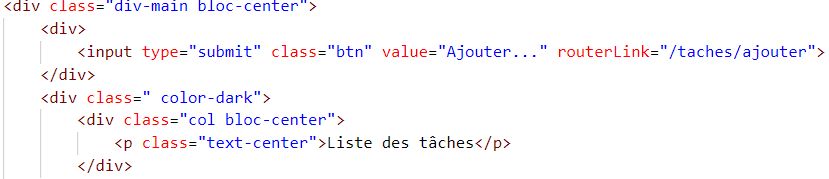 <div class="div-main bloc-center">
<div>
<input type="submit" class="btn" value="Ajouter..." routerLink="/taches/ajouter">
</div>
<div class=" color-dark">
<div class="col bloc-center">
<p class="text-center">Liste des tâches</p>
</div>